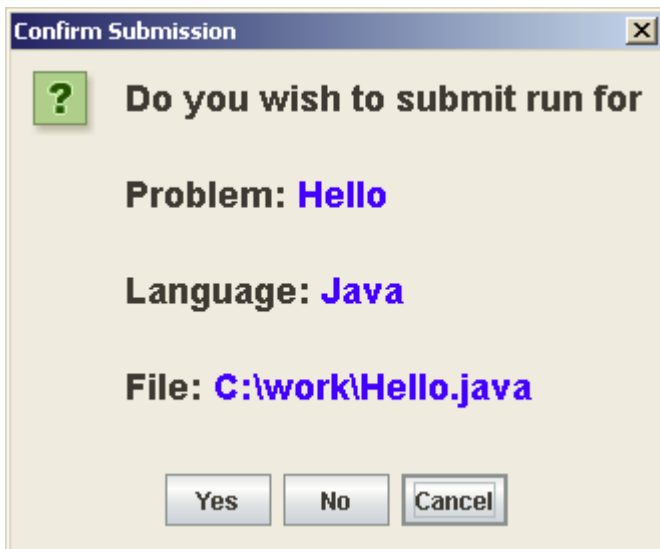 Confirm Submission
Do you wish to submit run for
Problem: Hello
Language: Java
File: C:\work\Hello.java
Yes No Cancel